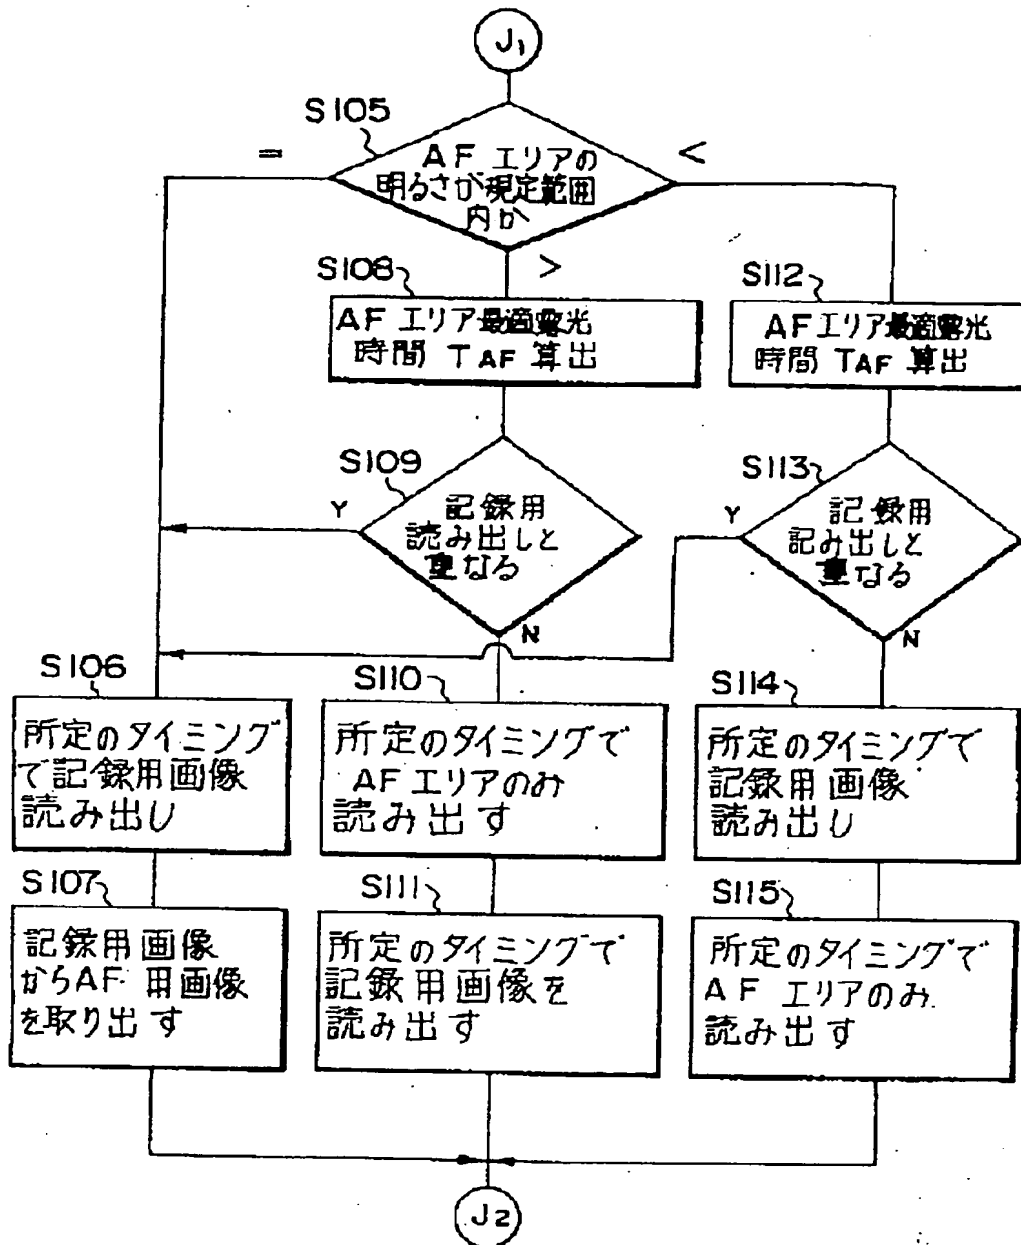 J1
S105
=
AF エリアの
明るさが規定範囲
内か
<
>
S108
AF エリア最適露光
時間 TAF 算出
S112
AFエリア最適露光
時間 TAF 算出
S109
Y
記録用
読み出しと
重なる
N
S113
Y
記録用
記み出しと
重なる
N
S106
所定のタイミング
で記録用画像
読み出し
S110
所定のタイミングで
AFエリアのみ
読み出す
S114
所定のタイミングで
記録用画像
読み出し
S107
記録用画像
からAF用画像
を取り出す
S111
所定のタイミングで
記録用画像を
読み出す
S115
所定のタイミングで
AF エリアのみ
読み出す
J2